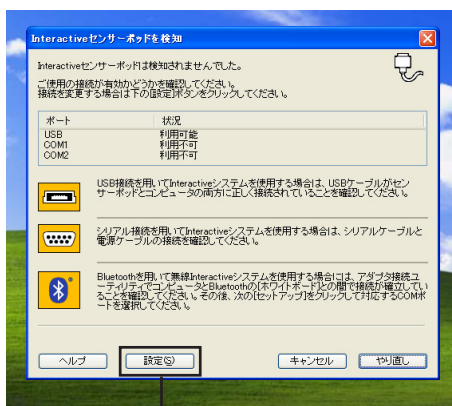 Interactiveセンサーボッドを検知
Interactiveセンサーボッドは検知されませんでした。
ご使用の接続が有効かどうかを確認してください。
接続を変更する場合は下の[設定]ボタンをクリックしてください。
ポート 状況
USB 利用可能
COM1 利用不可
COM2 利用不可
USB接続を用いてInteractiveシステムを使用する場合は、USBケーブルがセン
サーボッドとコンピュータの両方に正しく接続されていることを確認してください。
シリアル接続を用いてInteractiveシステムを使用する場合は、シリアルケーブルと
電源ケーブルの接続を確認してください。
Bluetoothを用いて無線Interactiveシステムを使用する場合には、アダプタ接続ユ
ーティリティでコンピュータとBluetoothの[ホワイトボード]との間で接続が確立してい
ることを確認してください。その後、次の[セットアップ]をクリックして対応するCOMポ
ートを選択してください。
ヘルプ 設定(S) キャンセル やり直し